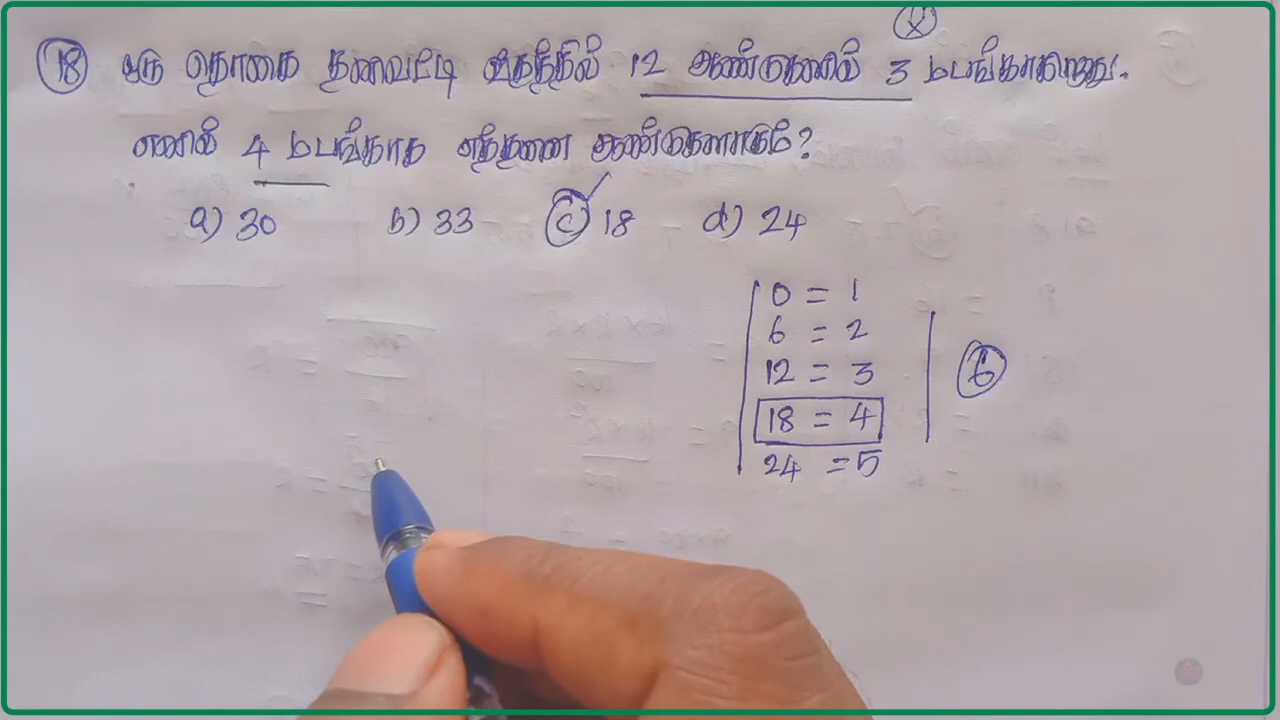 (X)
(18) ஒரு தொகை தனிவட்டி வீதத்தில் 12 ஆண்டுகளில் 3 மடங்காகிறது.
எனில் 4 மடங்காக எத்தனை ஆண்டுகளாகும்?
a) 30 b) 33 c) 18 d) 24
0 = 1
6 = 2
12 = 3
18 = 4
24 = 5
6